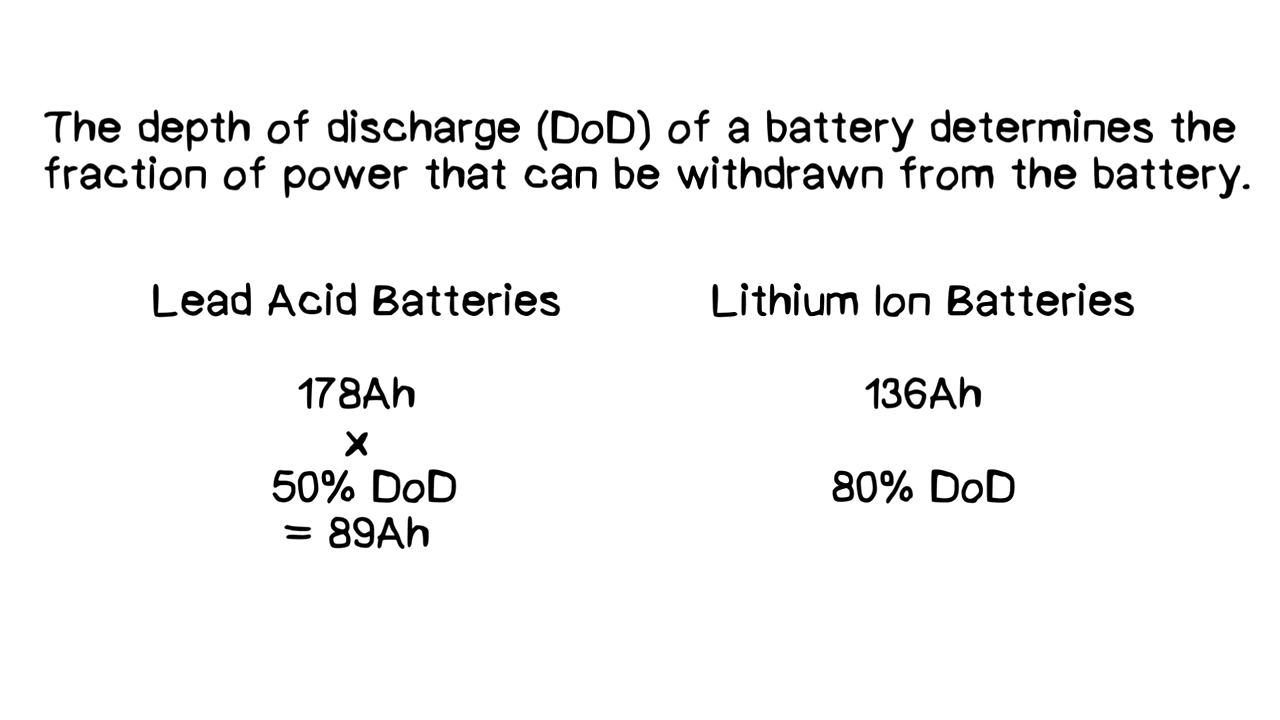 The depth of discharge (DoD) of a battery determines the
fraction of power that can be withdrawn from the battery.
Lead Acid Batteries
178Ah
x
50% DoD
= 89Ah
Lithium Ion Batteries
136Ah
80% DoD